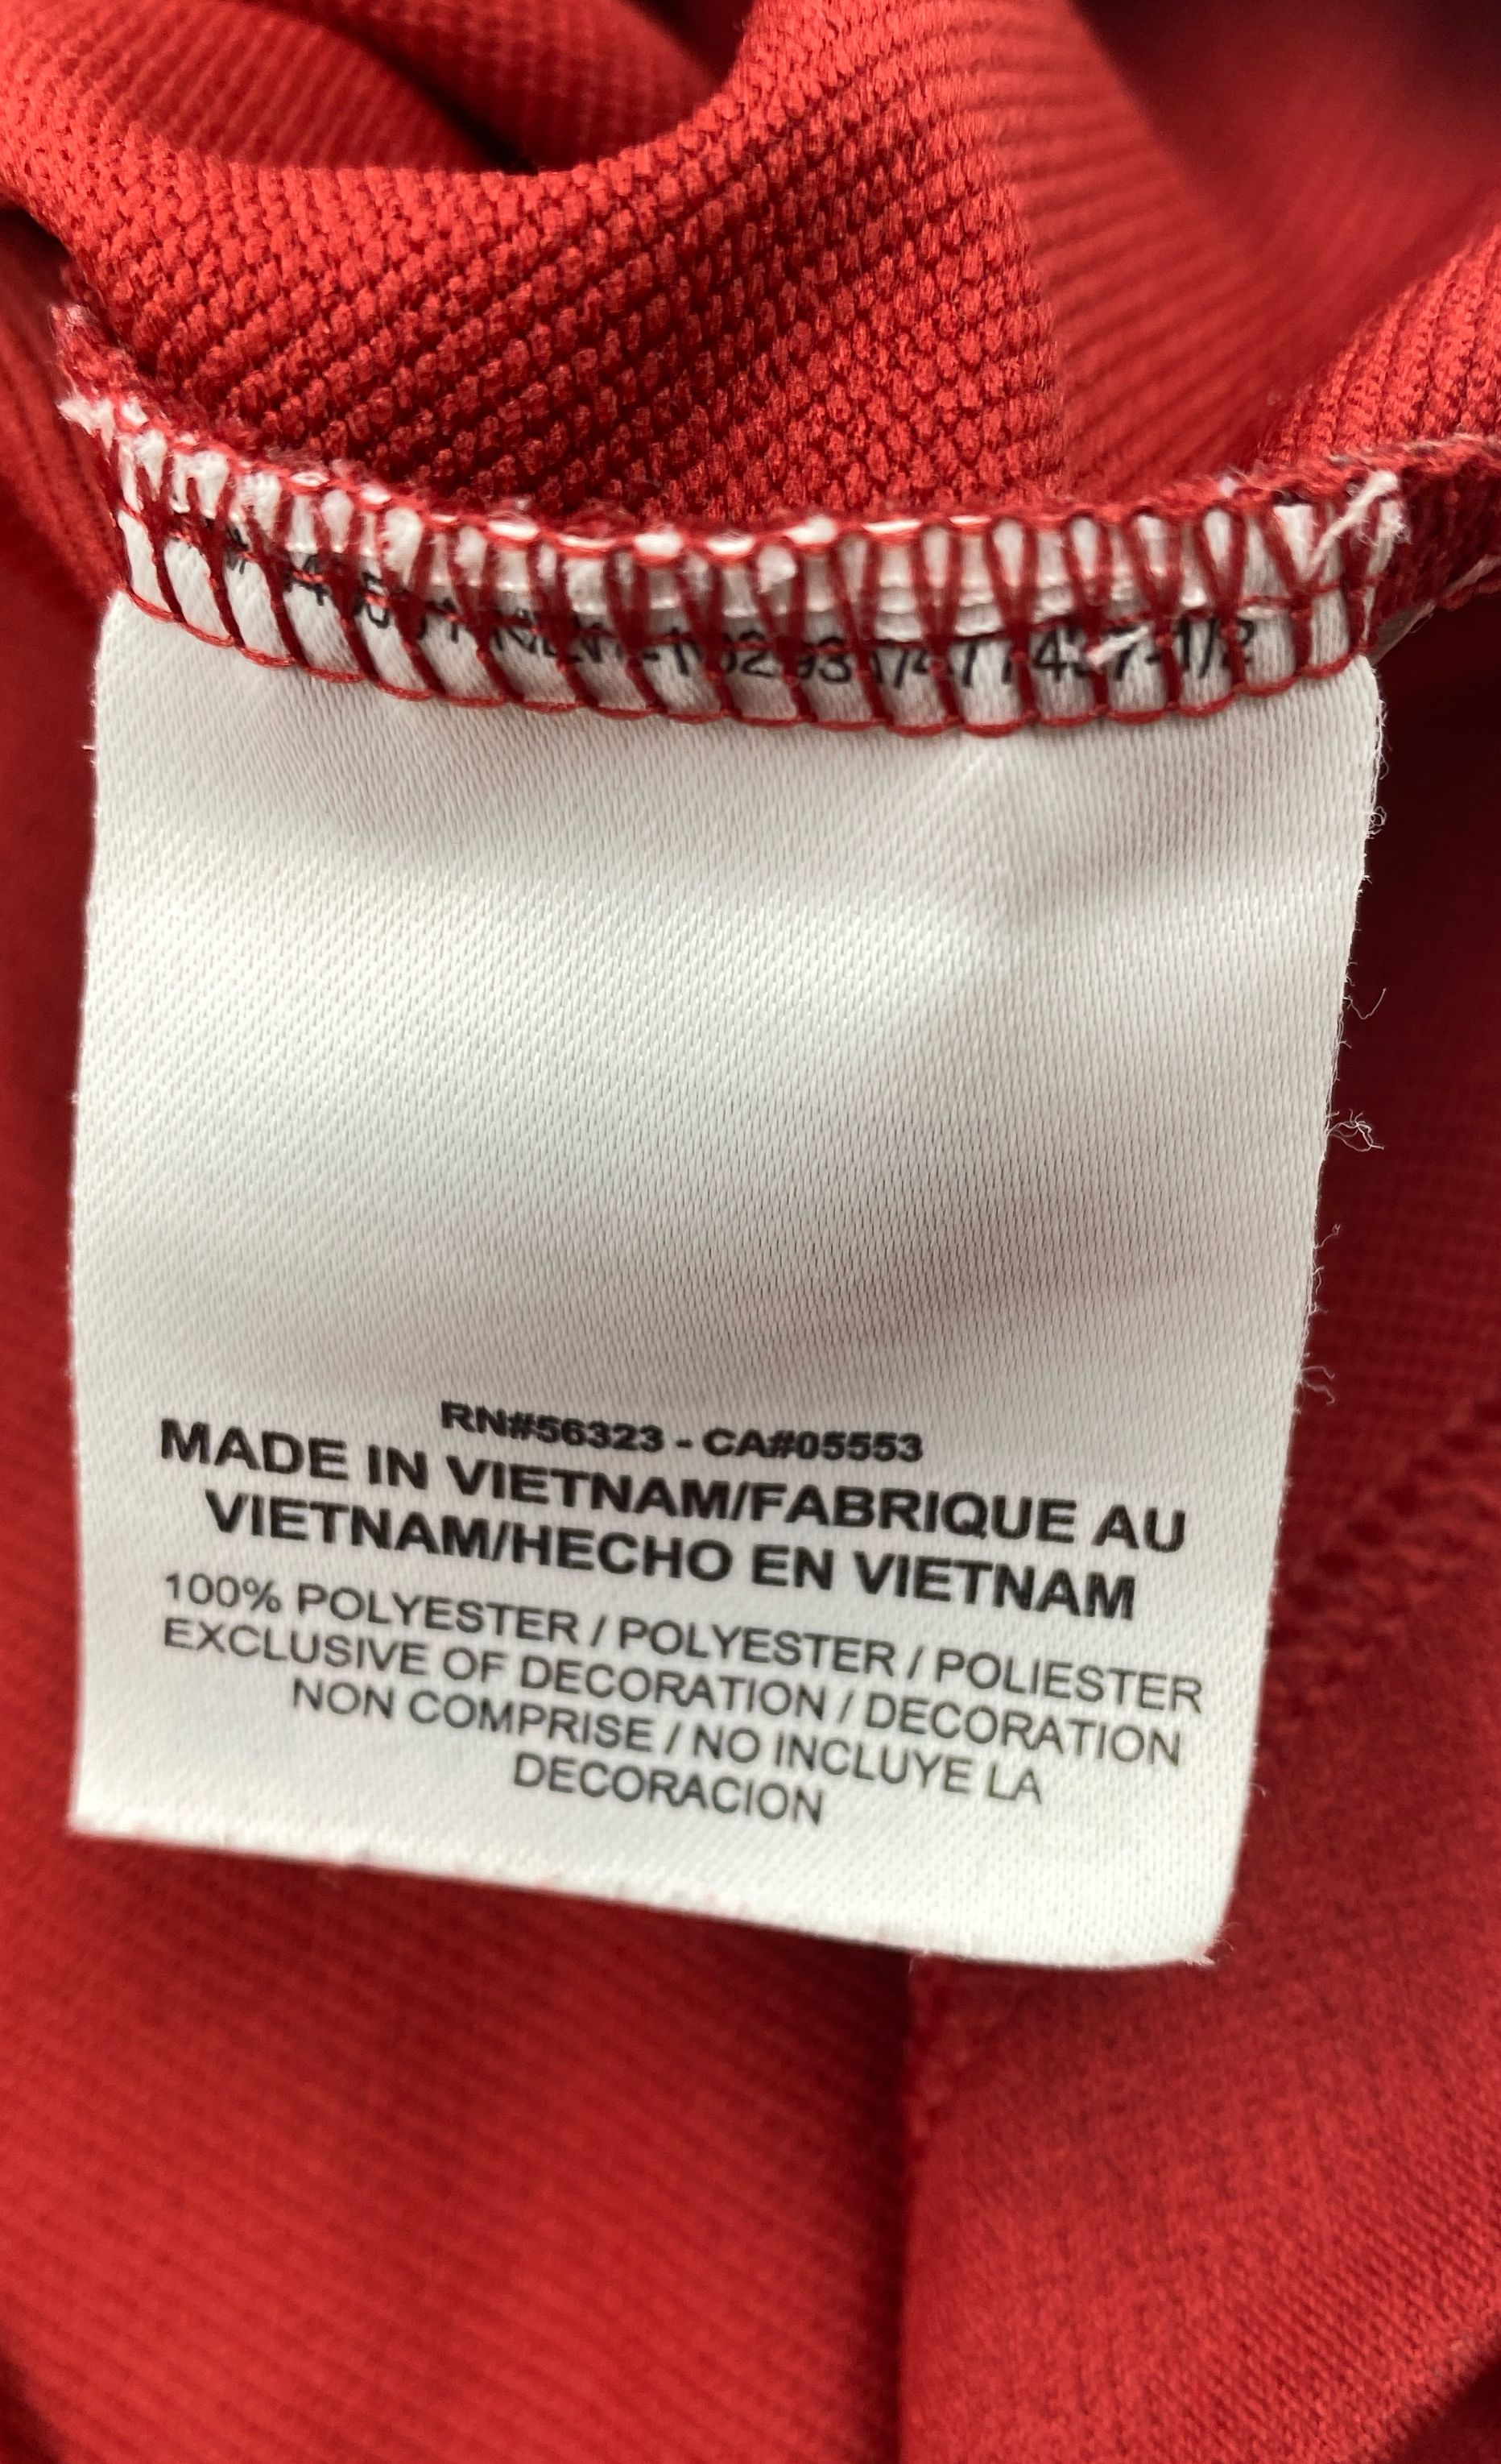 RN#56323 - CA#05553
MADE IN VIETNAM/FABRIQUE AU
VIETNAM/HECHO EN VIETNAM
100% POLYESTER / POLYESTER / POLIESTER
EXCLUSIVE OF DECORATION / DECORATION
NON COMPRISE / NO INCLUYE LA
DECORACION